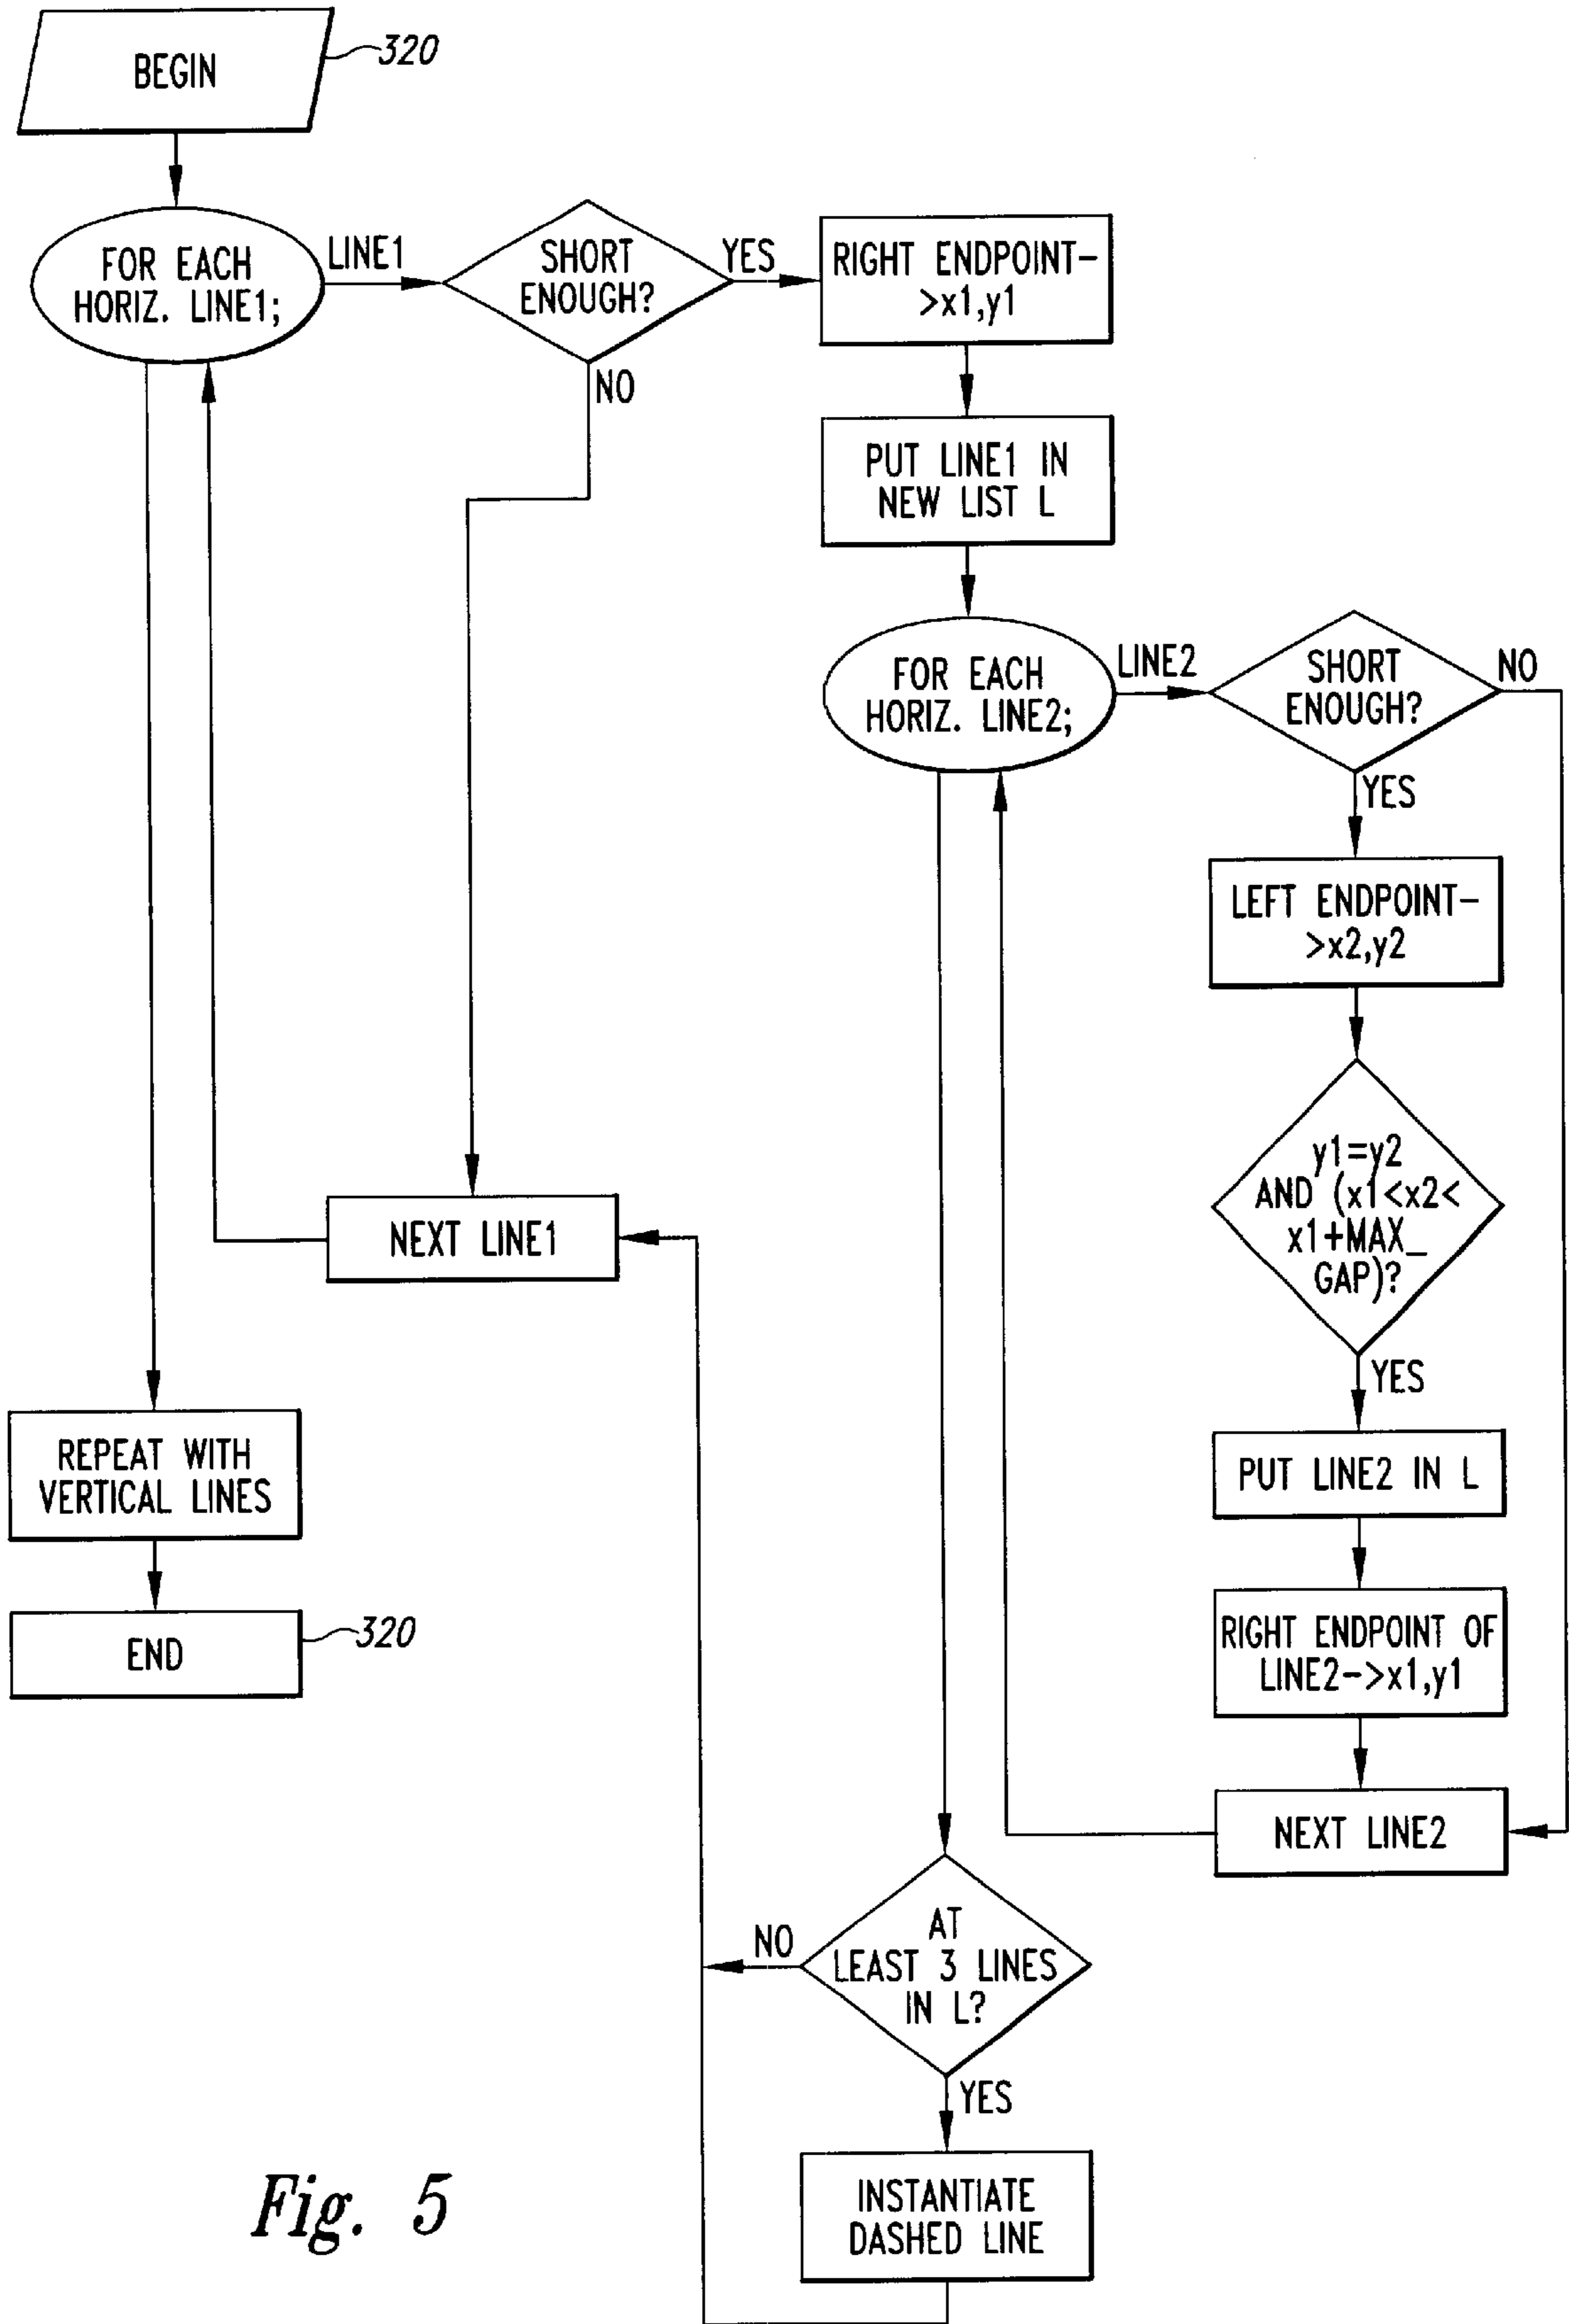 BEGIN
320
FOR EACH
HORIZ. LINE1;
LINE1
SHORT
ENOUGH?
YES
NO
RIGHT ENDPOINT-
>x1,y1
PUT LINE1 IN
NEW LIST L
FOR EACH
HORIZ. LINE2;
LINE2
SHORT
ENOUGH?
NO
YES
LEFT ENDPOINT-
>x2,y2
y1=y2
AND (x1<x2<
x1+MAX_
GAP)?
YES
PUT LINE2 IN L
RIGHT ENDPOINT OF
LINE2->x1,y1
NEXT LINE2
NEXT LINE1
REPEAT WITH
VERTICAL LINES
END
320
AT
LEAST 3 LINES
IN L?
NO
YES
INSTANTIATE
DASHED LINE
Fig. 5